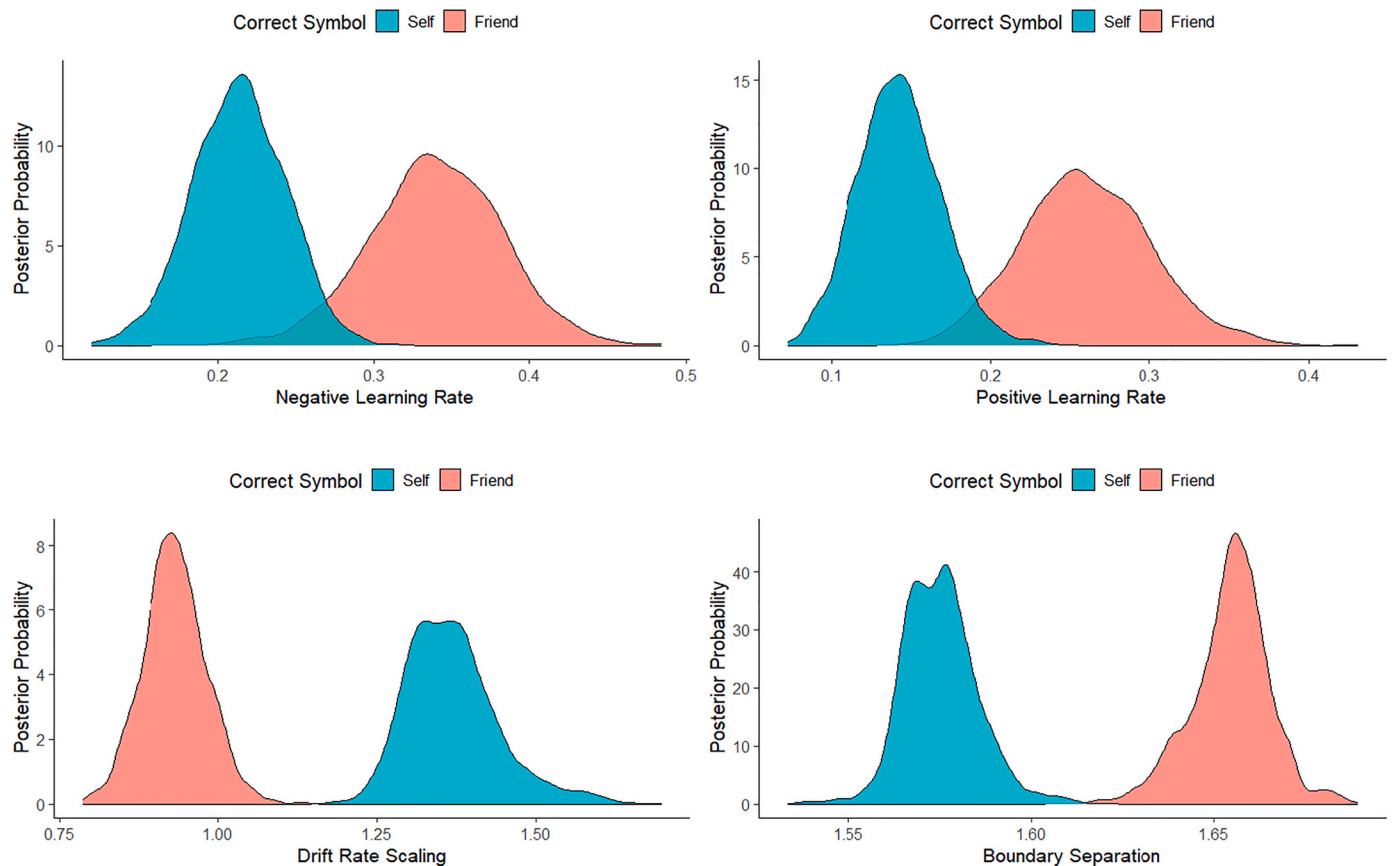 Correct Symbol Self Friend
Posterior Probability
10
5
0
0.2 0.3 0.4 0.5
Negative Learning Rate
Correct Symbol Self Friend
Posterior Probability
15
10
5
0
0.1 0.2 0.3 0.4
Positive Learning Rate
Correct Symbol Self Friend
Posterior Probability
8
6
4
2
0
0.75 1.00 1.25 1.50
Drift Rate Scaling
Correct Symbol Self Friend
Posterior Probability
40
30
20
10
0
1.55 1.60 1.65
Boundary Separation